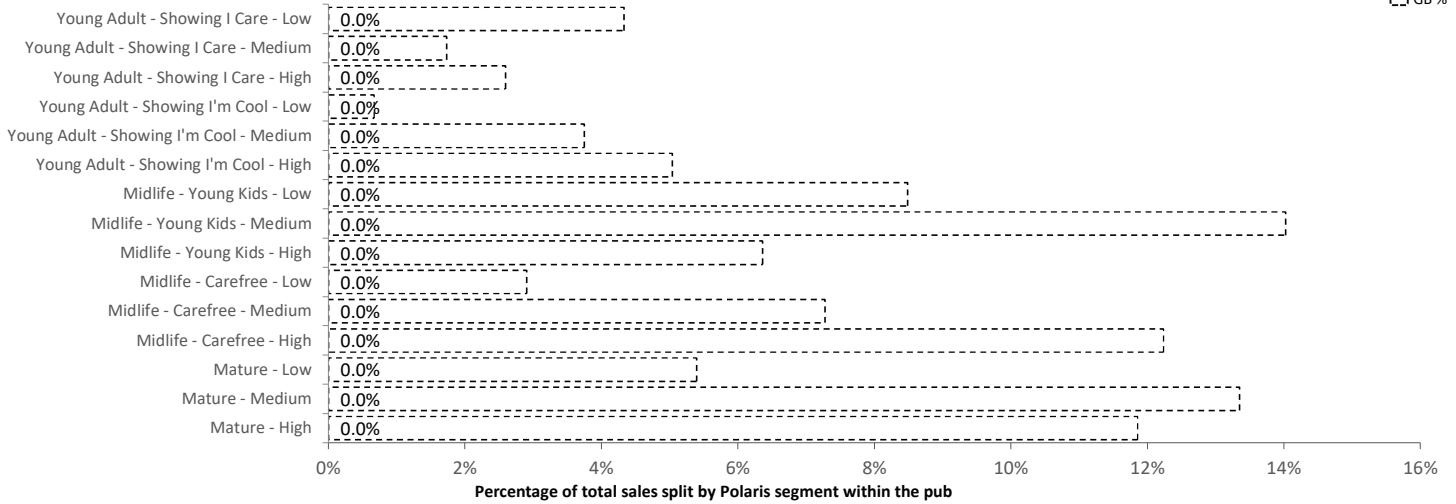 GB %
Young Adult - Showing I Care - Low 0.0%
Young Adult - Showing I Care - Medium 0.0%
Young Adult - Showing I Care - High 0.0%
Young Adult - Showing I'm Cool - Low 0.0%
Young Adult - Showing I'm Cool - Medium 0.0%
Young Adult - Showing I'm Cool - High 0.0%
Midlife - Young Kids - Low 0.0%
Midlife - Young Kids - Medium 0.0%
Midlife - Young Kids - High 0.0%
Midlife - Carefree - Low 0.0%
Midlife - Carefree - Medium 0.0%
Midlife - Carefree - High 0.0%
Mature - Low 0.0%
Mature - Medium 0.0%
Mature - High 0.0%
0% 2% 4% 6% 8% 10% 12% 14% 16%
Percentage of total sales split by Polaris segment within the pub